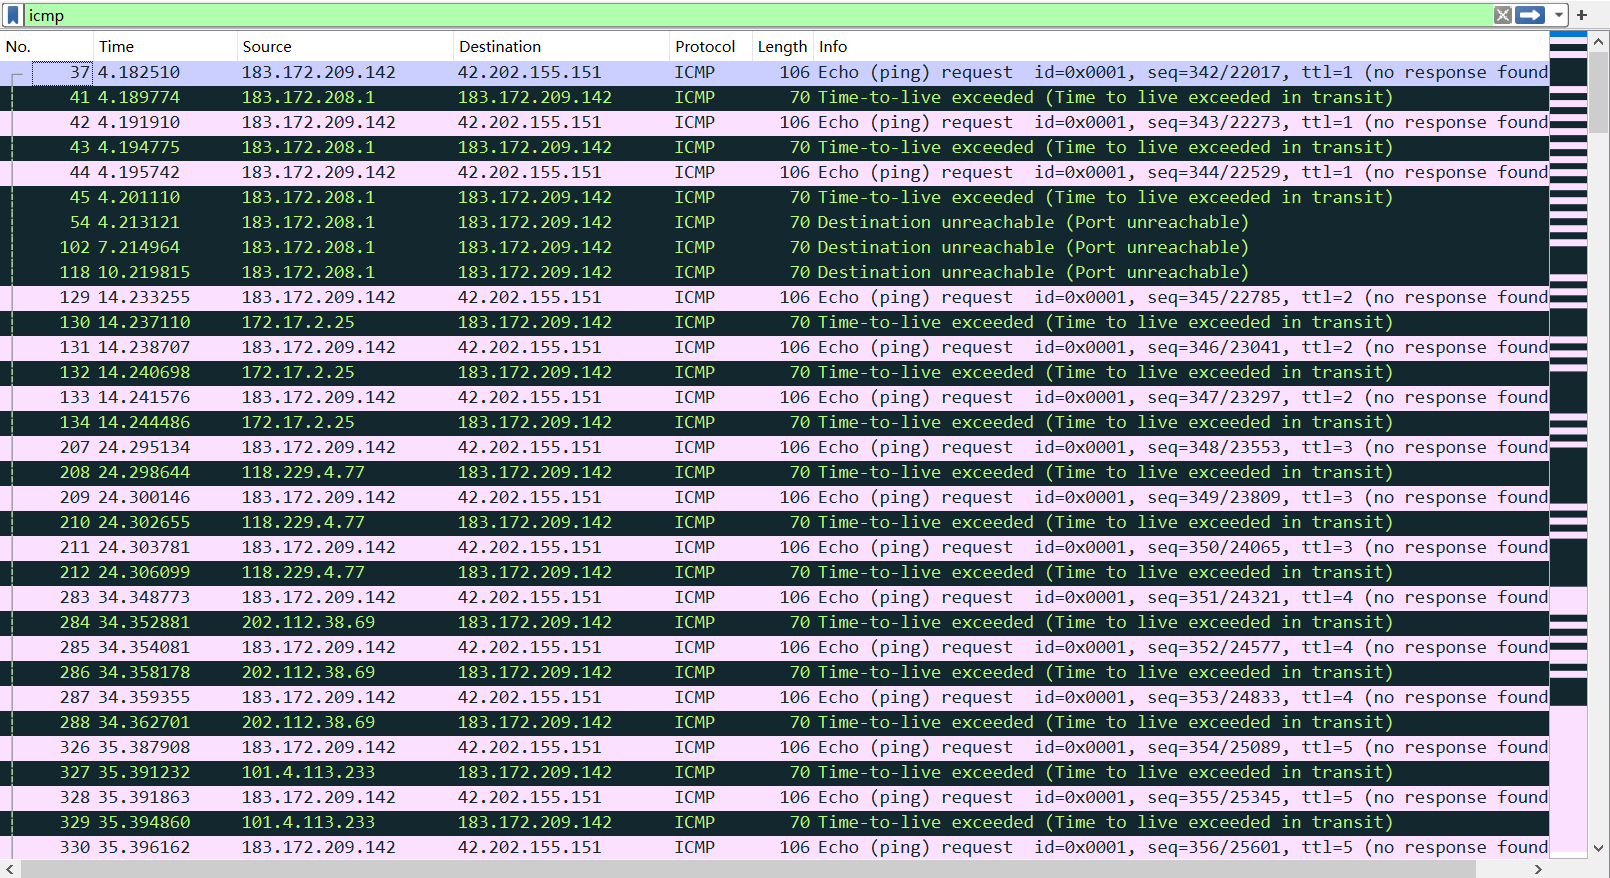 icmp
No. Time Source Destination Protocol Length Info
37 4.182510 183.172.209.142 42.202.155.151 ICMP 106 Echo (ping) request id=0x0001, seq=342/22017, ttl=1 (no response found
41 4.189774 183.172.208.1 183.172.209.142 ICMP 70 Time-to-live exceeded (Time to live exceeded in transit)
42 4.191910 183.172.209.142 42.202.155.151 ICMP 106 Echo (ping) request id=0x0001, seq=343/22273, ttl=1 (no response found
43 4.194775 183.172.208.1 183.172.209.142 ICMP 70 Time-to-live exceeded (Time to live exceeded in transit)
44 4.195742 183.172.209.142 42.202.155.151 ICMP 106 Echo (ping) request id=0x0001, seq=344/22529, ttl=1 (no response found
45 4.201110 183.172.208.1 183.172.209.142 ICMP 70 Time-to-live exceeded (Time to live exceeded in transit)
54 4.213121 183.172.208.1 183.172.209.142 ICMP 70 Destination unreachable (Port unreachable)
102 7.214964 183.172.208.1 183.172.209.142 ICMP 70 Destination unreachable (Port unreachable)
118 10.219815 183.172.208.1 183.172.209.142 ICMP 70 Destination unreachable (Port unreachable)
129 14.233255 183.172.209.142 42.202.155.151 ICMP 106 Echo (ping) request id=0x0001, seq=345/22785, ttl=2 (no response found
130 14.237110 172.17.2.25 183.172.209.142 ICMP 70 Time-to-live exceeded (Time to live exceeded in transit)
131 14.238707 183.172.209.142 42.202.155.151 ICMP 106 Echo (ping) request id=0x0001, seq=346/23041, ttl=2 (no response found
132 14.240698 172.17.2.25 183.172.209.142 ICMP 70 Time-to-live exceeded (Time to live exceeded in transit)
133 14.241576 183.172.209.142 42.202.155.151 ICMP 106 Echo (ping) request id=0x0001, seq=347/23297, ttl=2 (no response found
134 14.244486 172.17.2.25 183.172.209.142 ICMP 70 Time-to-live exceeded (Time to live exceeded in transit)
207 24.295134 183.172.209.142 42.202.155.151 ICMP 106 Echo (ping) request id=0x0001, seq=348/23553, ttl=3 (no response found
208 24.298644 118.229.4.77 183.172.209.142 ICMP 70 Time-to-live exceeded (Time to live exceeded in transit)
209 24.300146 183.172.209.142 42.202.155.151 ICMP 106 Echo (ping) request id=0x0001, seq=349/23809, ttl=3 (no response found
210 24.302655 118.229.4.77 183.172.209.142 ICMP 70 Time-to-live exceeded (Time to live exceeded in transit)
211 24.303781 183.172.209.142 42.202.155.151 ICMP 106 Echo (ping) request id=0x0001, seq=350/24065, ttl=3 (no response found
212 24.306099 118.229.4.77 183.172.209.142 ICMP 70 Time-to-live exceeded (Time to live exceeded in transit)
283 34.348773 183.172.209.142 42.202.155.151 ICMP 106 Echo (ping) request id=0x0001, seq=351/24321, ttl=4 (no response found
284 34.352881 202.112.38.69 183.172.209.142 ICMP 70 Time-to-live exceeded (Time to live exceeded in transit)
285 34.354081 183.172.209.142 42.202.155.151 ICMP 106 Echo (ping) request id=0x0001, seq=352/24577, ttl=4 (no response found
286 34.358178 202.112.38.69 183.172.209.142 ICMP 70 Time-to-live exceeded (Time to live exceeded in transit)
287 34.359355 183.172.209.142 42.202.155.151 ICMP 106 Echo (ping) request id=0x0001, seq=353/24833, ttl=4 (no response found
288 34.362701 202.112.38.69 183.172.209.142 ICMP 70 Time-to-live exceeded (Time to live exceeded in transit)
326 35.387908 183.172.209.142 42.202.155.151 ICMP 106 Echo (ping) request id=0x0001, seq=354/25089, ttl=5 (no response found
327 35.391232 101.4.113.233 183.172.209.142 ICMP 70 Time-to-live exceeded (Time to live exceeded in transit)
328 35.391863 183.172.209.142 42.202.155.151 ICMP 106 Echo (ping) request id=0x0001, seq=355/25345, ttl=5 (no response found
329 35.394860 101.4.113.233 183.172.209.142 ICMP 70 Time-to-live exceeded (Time to live exceeded in transit)
330 35.396162 183.172.209.142 42.202.155.151 ICMP 106 Echo (ping) request id=0x0001, seq=356/25601, ttl=5 (no response found